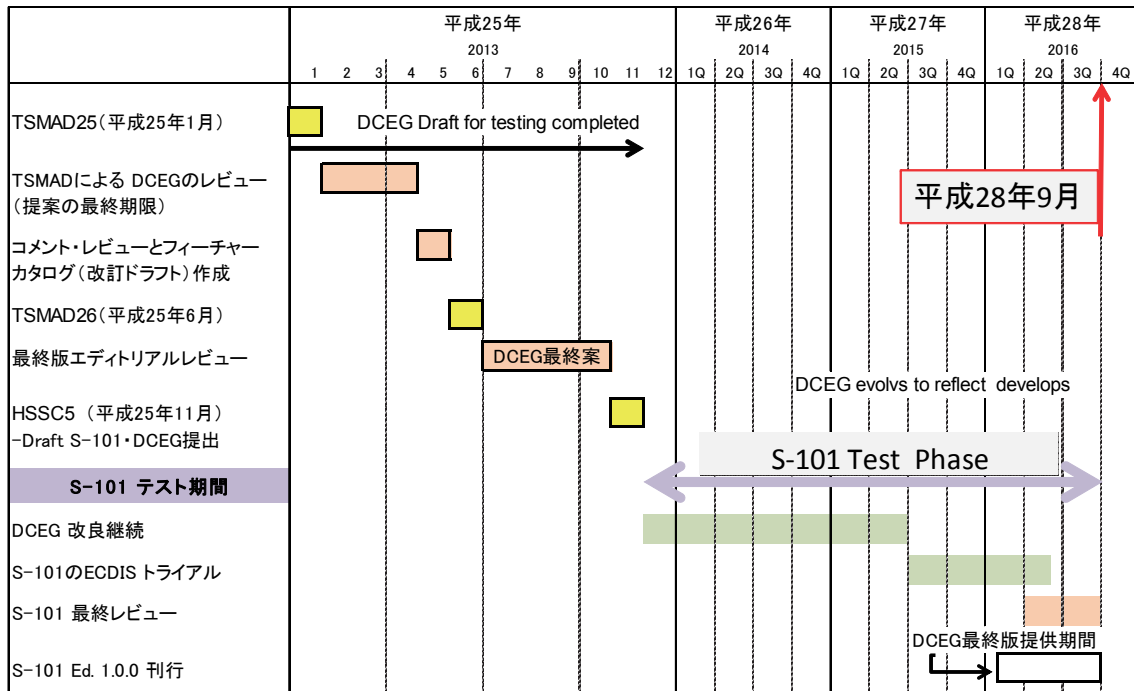 平成25年 平成26年 平成27年 平成28年
2013 2014 2015 2016
1 2 3 4 5 6 7 8 9 10 11 12 1Q 2Q 3Q 4Q 1Q 2Q 3Q 4Q 1Q 2Q 3Q 4Q
TSMAD25(平成25年1月)
DCEG Draft for testing completed
TSMADによる DCEGのレビュー
(提案の最終期限)
平成28年9月
コメント・レビューとフィーチャー
カタログ(改訂ドラフト)作成
TSMAD26(平成25年6月)
最終版エディトリアルレビュー
DCEG最終案
DCEG evolvs to reflect develops
HSSC5 (平成25年11月)
-Draft S-101・DCEG提出
S-101 Test Phase
S-101 テスト期間
DCEG 改良継続
S-101のECDIS トライアル
S-101 最終レビュー
DCEG最終版提供期間
S-101 Ed. 1.0.0 刊行